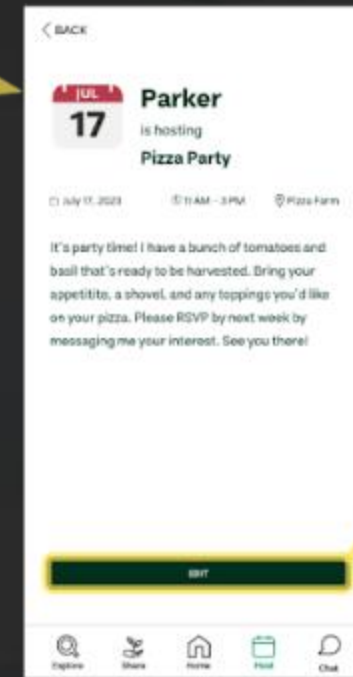 < BACK
JUL
17
Parker
is hosting
Pizza Party
July 17, 2023 11 AM - 3 PM Pizza Farm
It's party time! I have a bunch of tomatoes and
basil that's ready to be harvested. Bring your
appetitite, a shovel, and any toppings you'd like
on your pizza. Please RSVP by next week by
messaging me your interest. See you there!
EDIT
Explore Share Home Host Chat